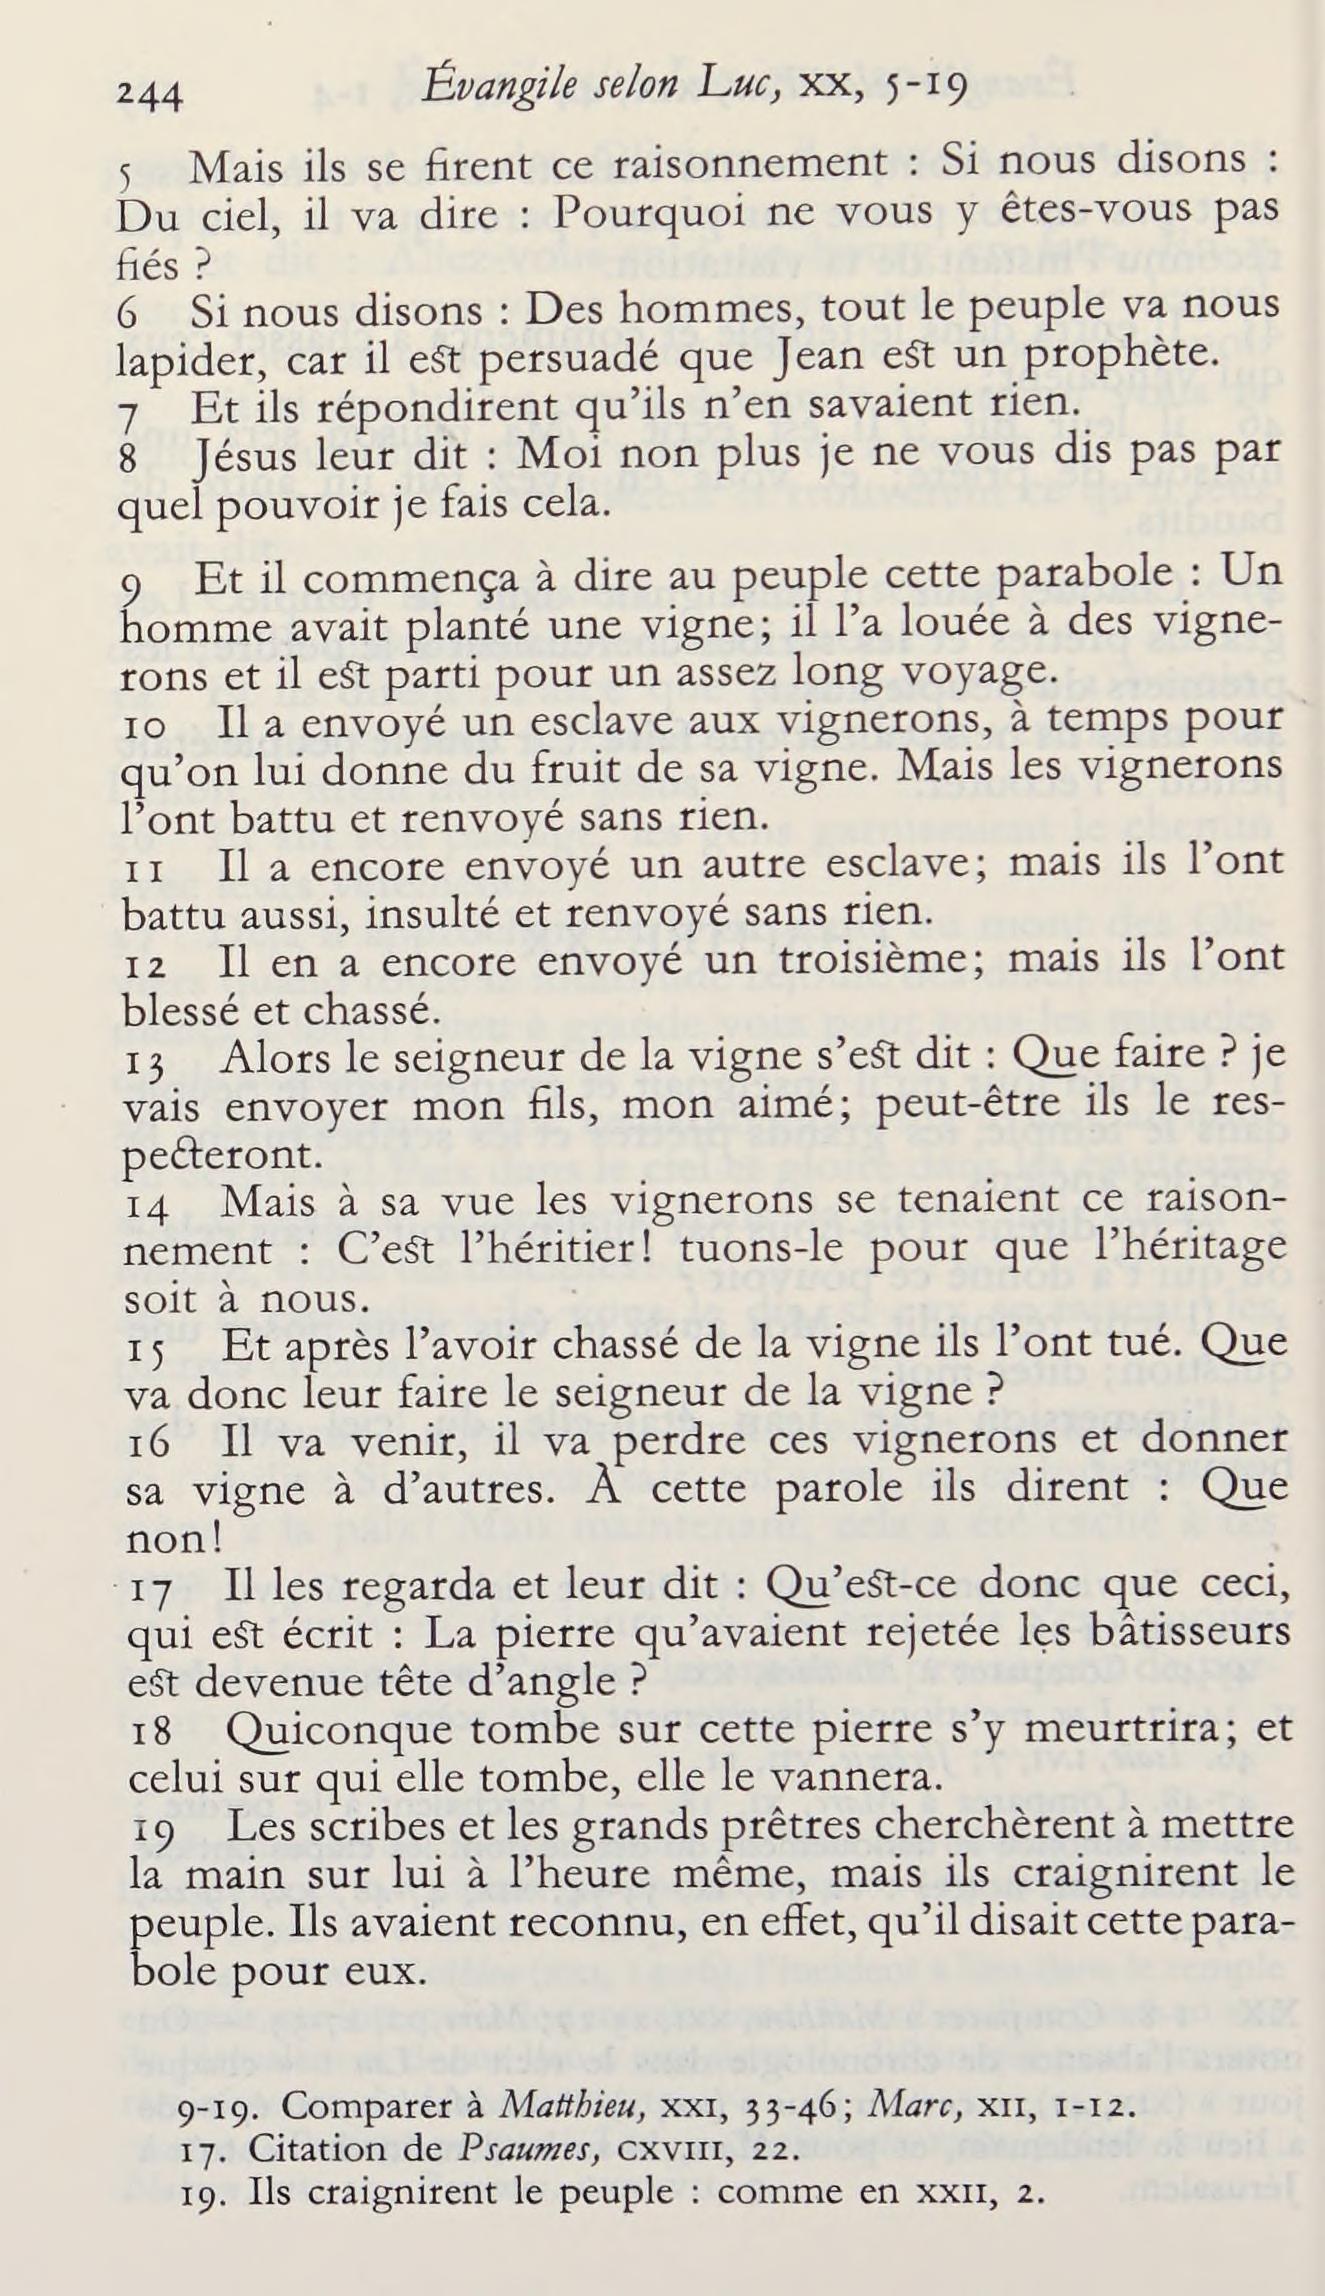 244 Évangile selon Luc, XX, 5-19
5 Mais ils se firent ce raisonnement : Si nous disons :
Du ciel, il va dire : Pourquoi ne vous y êtes-vous pas
fiés ?
6 Si nous disons : Des hommes, tout le peuple va nous
lapider, car il est persuadé que Jean est un prophète.
7 Et ils répondirent qu’ils n’en savaient rien.
8 Jésus leur dit : Moi non plus je ne vous dis pas par
quel pouvoir je fais cela.
9 Et il commença à dire au peuple cette parabole : Un
homme avait planté une vigne; il l’a louée à des vigne-
rons et il est parti pour un assez long voyage.
10 Il a envoyé un esclave aux vignerons, à temps pour
qu’on lui donne du fruit de sa vigne. Mais les vignerons
l’ont battu et renvoyé sans rien.
11 Il a encore envoyé un autre esclave; mais ils l’ont
battu aussi, insulté et renvoyé sans rien.
12 Il en a encore envoyé un troisième; mais ils l’ont
blessé et chassé.
13 Alors le seigneur de la vigne s’est dit : Que faire ? je
vais envoyer mon fils, mon aimé; peut-être ils le res-
pecteront.
14 Mais à sa vue les vignerons se tenaient ce raison-
nement : C’est l’héritier! tuons-le pour que l’héritage
soit à nous.
15 Et après l’avoir chassé de la vigne ils l’ont tué. Que
va donc leur faire le seigneur de la vigne ?
16 Il va venir, il va perdre ces vignerons et donner
sa vigne à d’autres. À cette parole ils dirent : Que
non!
17 Il les regarda et leur dit : Qu’est-ce donc que ceci,
qui est écrit : La pierre qu’avaient rejetée les bâtisseurs
est devenue tête d’angle ?
18 Quiconque tombe sur cette pierre s’y meurtrira; et
celui sur qui elle tombe, elle le vannera.
19 Les scribes et les grands prêtres cherchèrent à mettre
la main sur lui à l’heure même, mais ils craignirent le
peuple. Ils avaient reconnu, en effet, qu’il disait cette para-
bole pour eux.
9-19. Comparer à Matthieu, XXI, 33-46; Marc, XII, 1-12.
17. Citation de Psaumes, CXVIII, 22.
19. Ils craignirent le peuple : comme en XXII, 2.